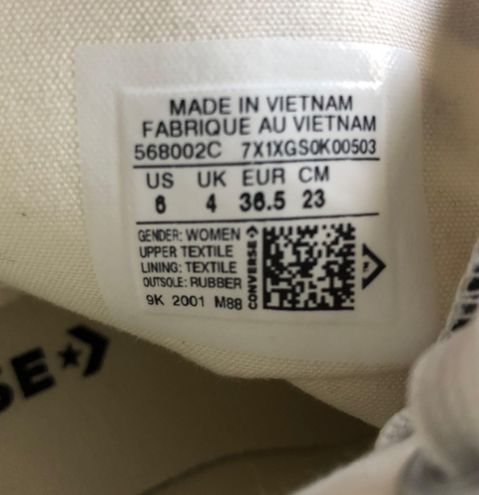 MADE IN VIETNAM
FABRIQUE AU VIETNAM
568002C 7X1XGS0K00503
US UK EUR CM
6 4 36.5 23
GENDER: WOMEN
UPPER TEXTILE
LINING: TEXTILE
OUTSOLE: RUBBER
9K 2001 M88
CONVERSE
SE